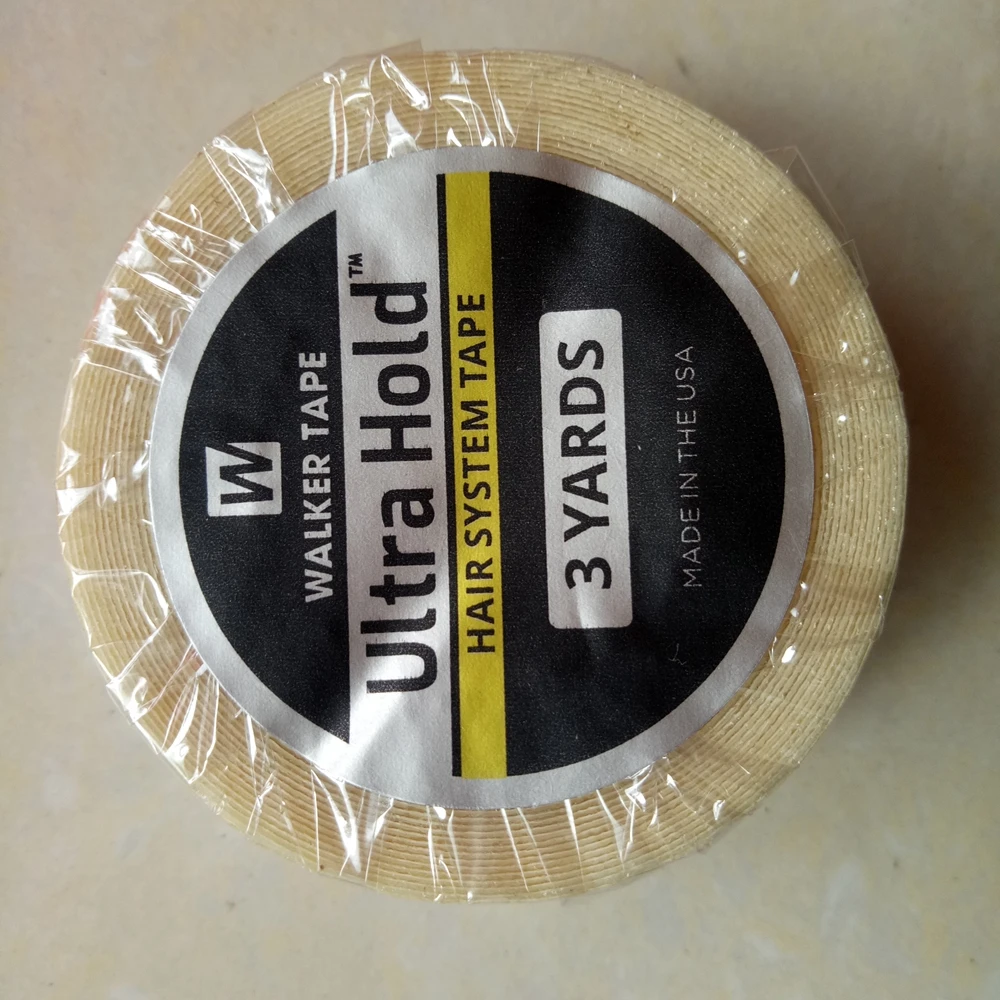 W
WALKER TAPE
Ultra Hold™
HAIR SYSTEM TAPE
3 YARDS
MADE IN THE USA